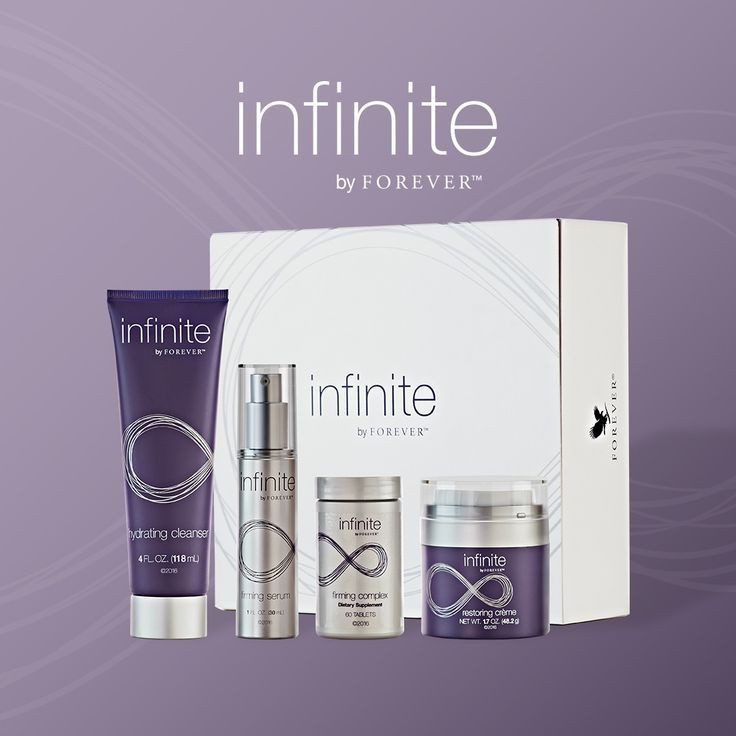 infinite
by FOREVER™
infinite
by FOREVER™
hydrating cleanser
4 FL. OZ. (118 mL)
©2016
infinite
by FOREVER™
firming serum
1 FL. OZ. (30 mL)
©2016
infinite
by FOREVER™
firming complex
Dietary Supplement
60 TABLETS
©2016
infinite
by FOREVER™
restoring crème
NET WT. 1.7 OZ. (48.2 g)
©2016
infinite
by FOREVER™
FOREVER®